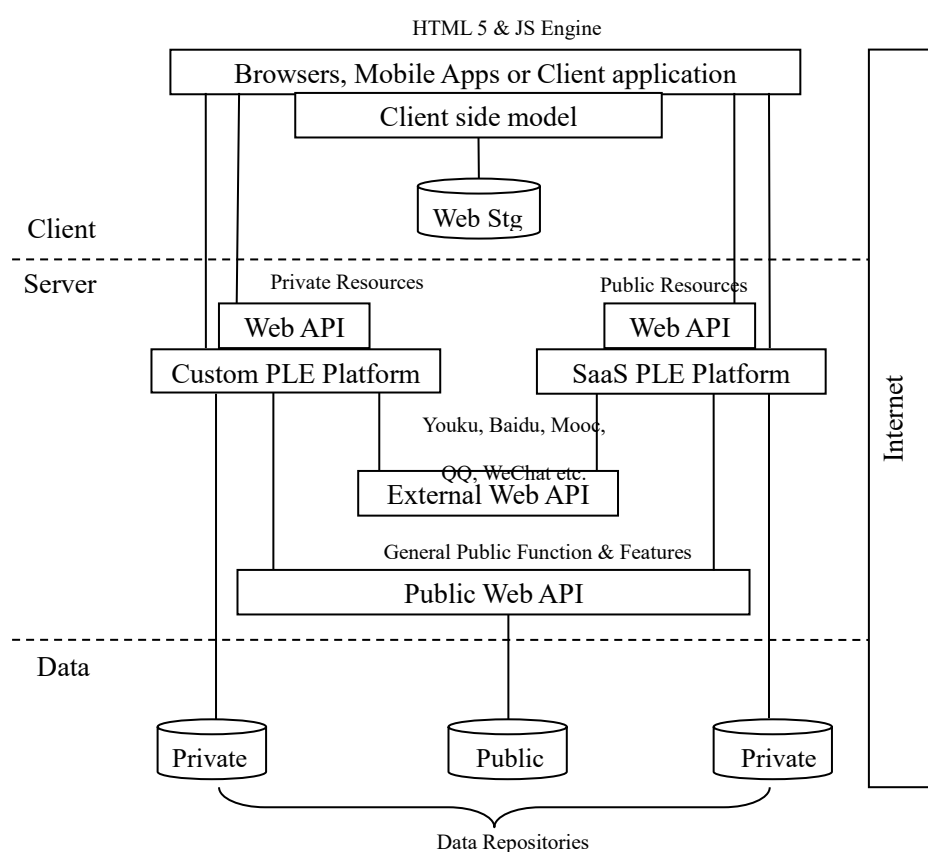 HTML 5 & JS Engine
Browsers, Mobile Apps or Client application
Client side model
Web Stg
Client
Server
Private Resources
Public Resources
Web API
Web API
Custom PLE Platform
SaaS PLE Platform
Internet
Youku, Baidu, Mooc,
QQ, WeChat etc.
External Web API
General Public Function & Features
Public Web API
Data
Private
Public
Private
Data Repositories